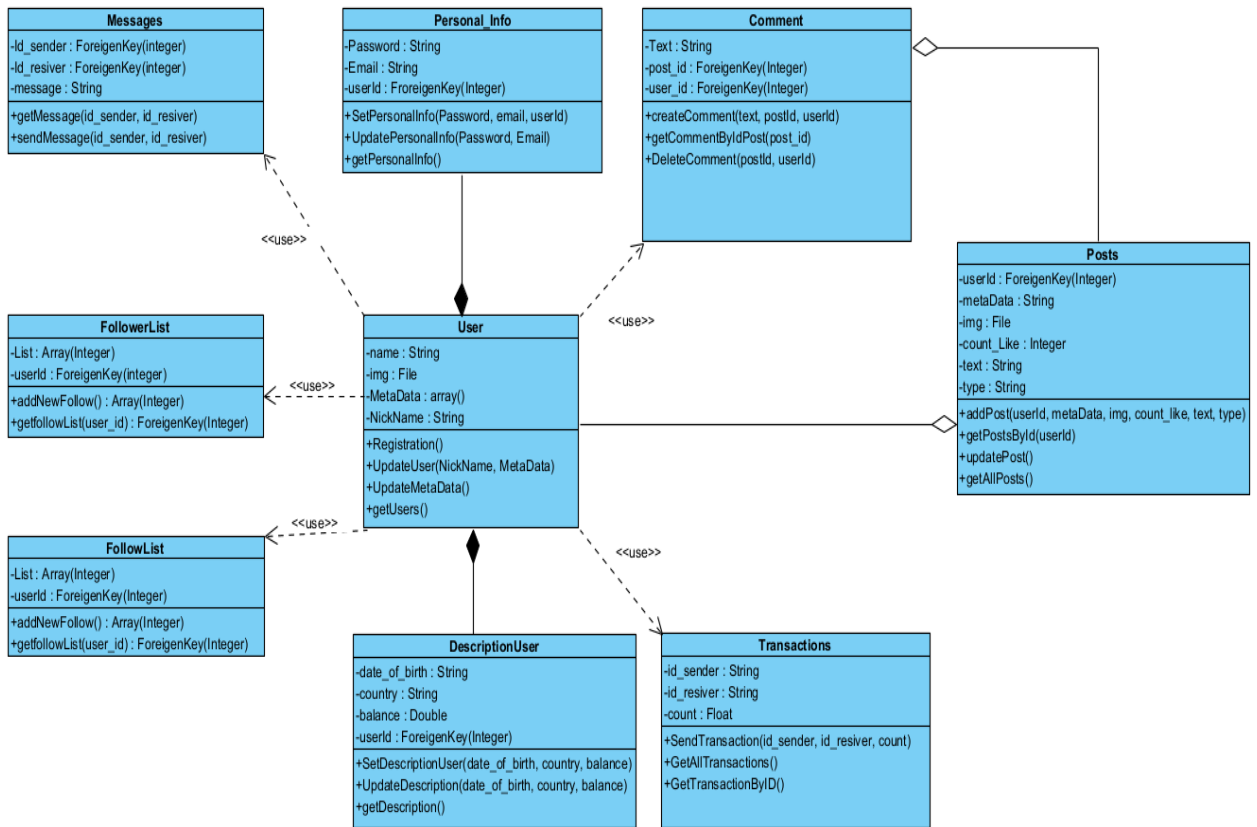 Messages
-Id_sender : ForeigenKey(integer)
-Id_resiver : ForeigenKey(integer)
-message : String
+getMessage(id_sender, id_resiver)
+sendMessage(id_sender, id_resiver)
Personal_Info
-Password : String
-Email : String
-userId : FroreigenKey(Integer)
+SetPersonalInfo(Password, email, userId)
+UpdatePersonalInfo(Password, Email)
+getPersonalInfo()
Comment
-Text : String
-post_id : ForeigenKey(Integer)
-user_id : ForeigenKey(Integer)
+createComment(text, postId, userId)
+getCommentByIdPost(post_id)
+DeleteComment(postId, userId)
<<use>>
<<use>>
Posts
-userId : ForeigenKey(Integer)
-metaData : String
-img : File
-count_Like : Integer
-text : String
-type : String
+addPost(userId, metaData, img, count_like, text, type)
+getPostsById(userId)
+updatePost()
+getAllPosts()
FollowerList
-List : Array(Integer)
-userId : ForeigenKey(integer)
+addNewFollow() : Array(Integer)
+getfollowList(user_id) : ForeigenKey(Integer)
<<use>>
User
-name : String
-img : File
-MetaData : array()
-NickName : String
+Registration()
+UpdateUser(NickName, MetaData)
+UpdateMetaData()
+getUsers()
<<use>>
<<use>>
FollowList
-List : Array(Integer)
-userId : ForeigenKey(Integer)
+addNewFollow() : Array(Integer)
+getfollowList(user_id) : ForeigenKey(Integer)
DescriptionUser
-date_of_birth : String
-country : String
-balance : Double
-userId : ForeigenKey(Integer)
+SetDescriptionUser(date_of_birth, country, balance)
+UpdateDescription(date_of_birth, country, balance)
+getDescription()
Transactions
-id_sender : String
-id_resiver : String
-count : Float
+SendTransaction(id_sender, id_resiver, count)
+GetAllTransactions()
+GetTransactionByID()